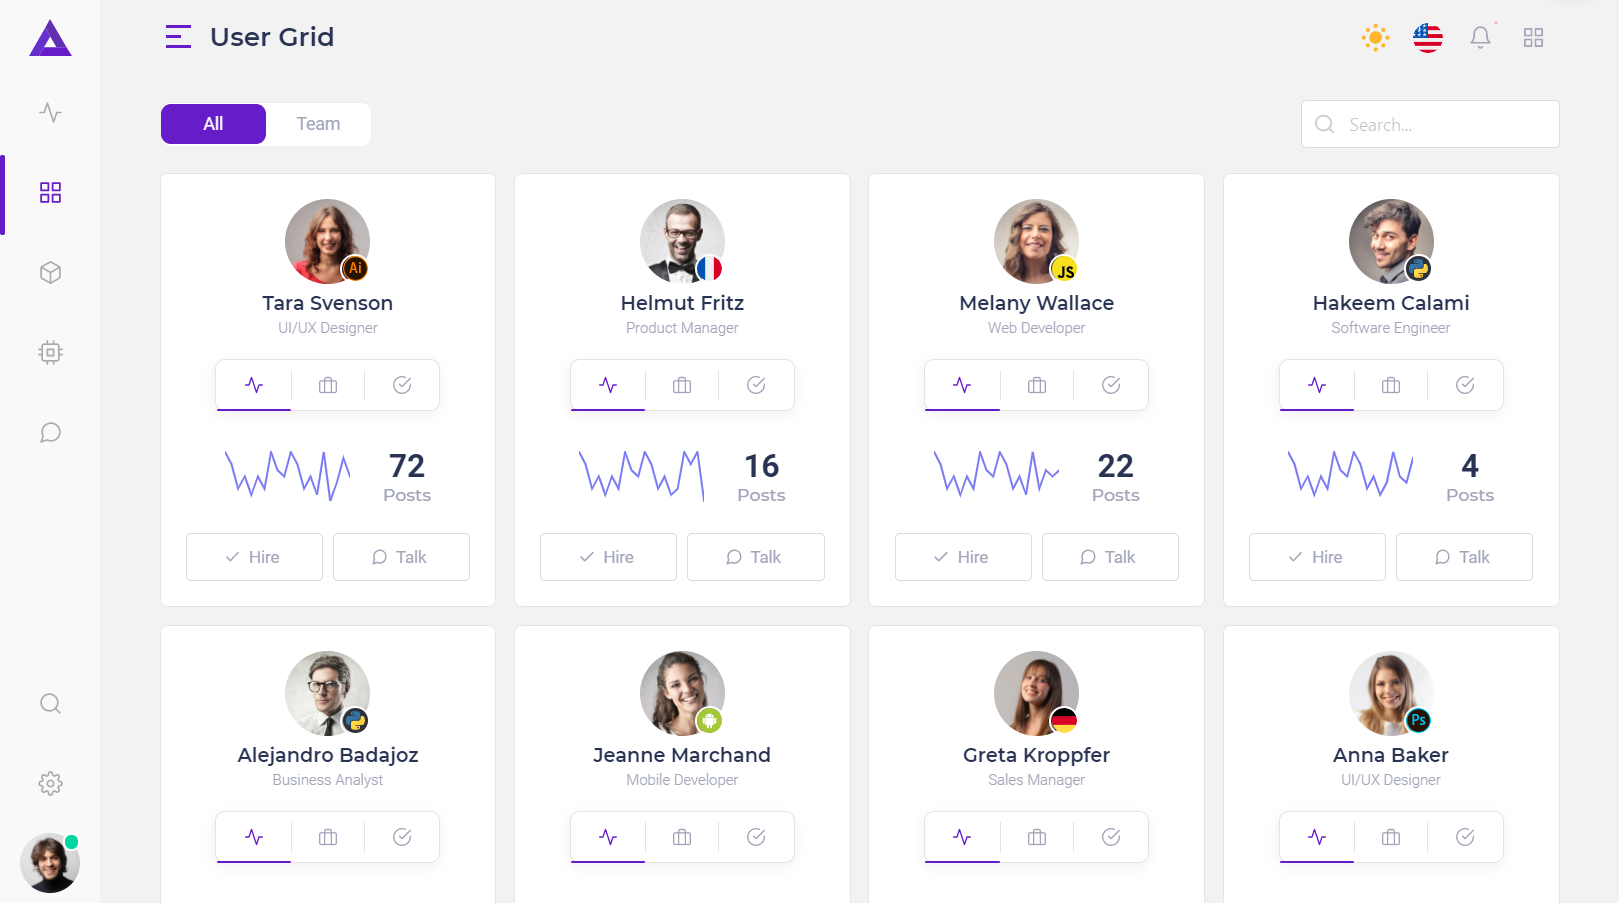 User Grid
All
Team
Search...
Ai
JS
Tara Svenson
Helmut Fritz
Melany Wallace
Hakeem Calami
UI/UX Designer
Product Manager
Web Developer
Software Engineer
72
16
22
4
Posts
Posts
Posts
Posts
Hire
Talk
Hire
Talk
Hire
Talk
Hire
Talk
Ps
Alejandro Badajoz
Jeanne Marchand
Greta Kroppfer
Anna Baker
Business Analyst
Mobile Developer
Sales Manager
UI/UX Designer